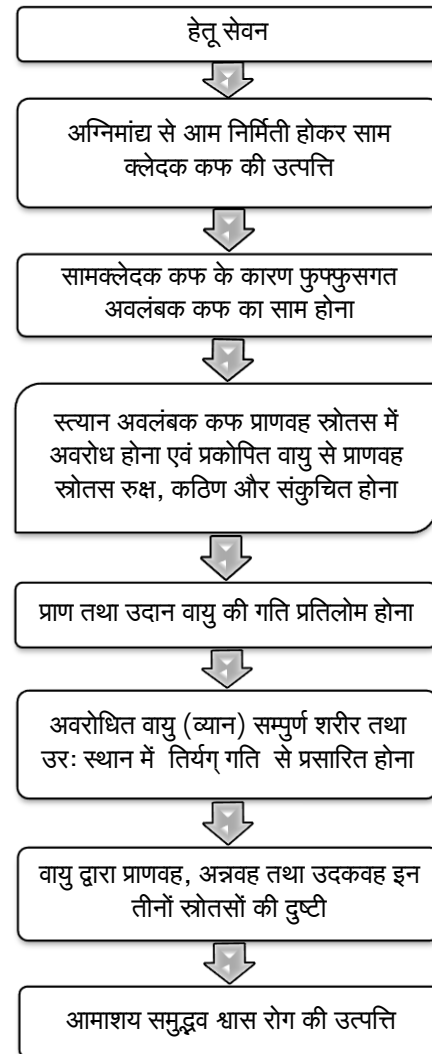 हेतू सेवन
अग्निमांद्य से आम निर्मिती होकर साम
क्लेदक कफ की उत्पत्ति
सामक्लेदक कफ के कारण फुफ्फुसगत
अवलंबक कफ का साम होना
स्त्यान अवलंबक कफ प्राणवह स्रोतस में
अवरोध होना एवं प्रकोपित वायु से प्राणवह
स्रोतस रुक्ष, कठिण और संकुचित होना
प्राण तथा उदान वायु की गति प्रतिलोम होना
अवरोधित वायु (व्यान) सम्पुर्ण शरीर तथा
उरः स्थान में तिर्यग् गति से प्रसारित होना
वायु द्वारा प्राणवह, अन्नवह तथा उदकवह इन
तीनों स्रोतसों की दुष्टी
आमाशय समुद्भव श्वास रोग की उत्पत्ति